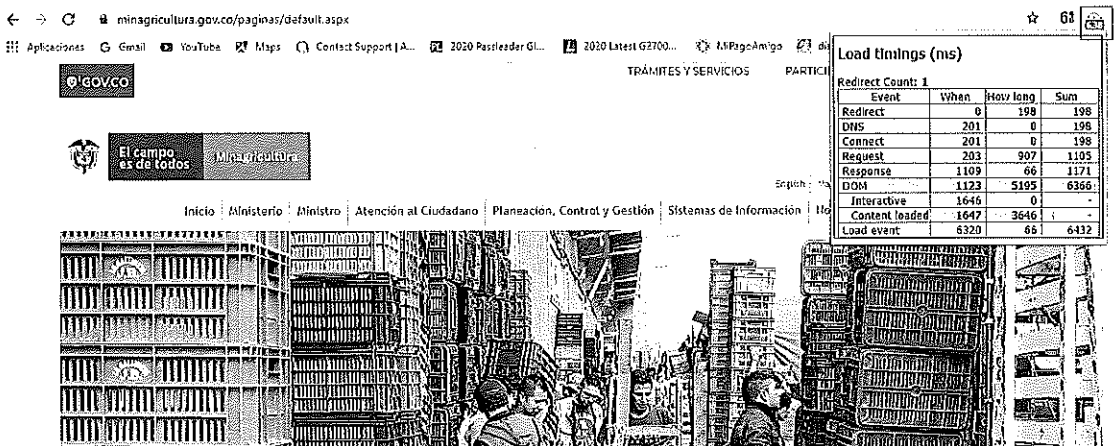 minagricultura.gov.co/paginas/default.aspx
Aplicaciones G Gmail YouTube Maps Contact Support | A... PL 2020 Passleader GI... 2020 Latest G2700... MiPagoAmigo
Load timings (ms)
GOV.CO
TRÁMITES Y SERVICIOS PARTICI
Redirect Count: 1
Event When How long Sum
Redirect 0 198 198
DNS 201 0 198
Connect 201 0 198
Request 203 907 1105
Response 1109 66 1171
DOM 1123 5195 6366
Interactive 1646 0 -
Content loaded 1647 3646 -
Load event 6320 66 6432
El campo
es de todos
Minagricultura
English
Inicio Ministerio Ministro Atención al Ciudadano Planeación, Control y Gestión Sistemas de Información